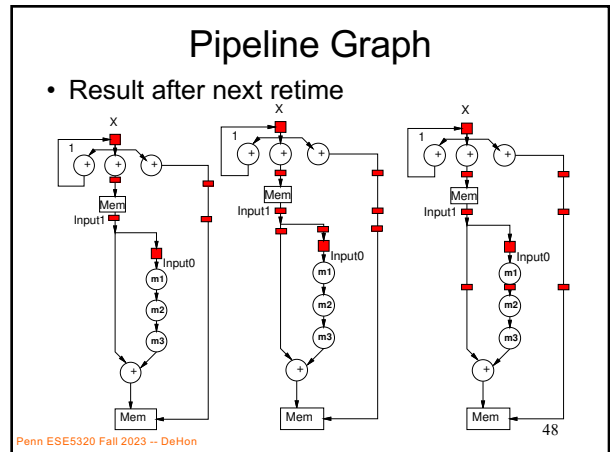 Pipeline Graph
• Result after next retime
X
1
+ + +
Mem
Input1
Input0
m1
m2
m3
+
Mem
X
1
+ + +
Mem
Input1
Input0
m1
m2
m3
+
Mem
X
1
+ + +
Mem
Input1
Input0
m1
m2
m3
+
Mem
48
Penn ESE5320 Fall 2023 -- DeHon